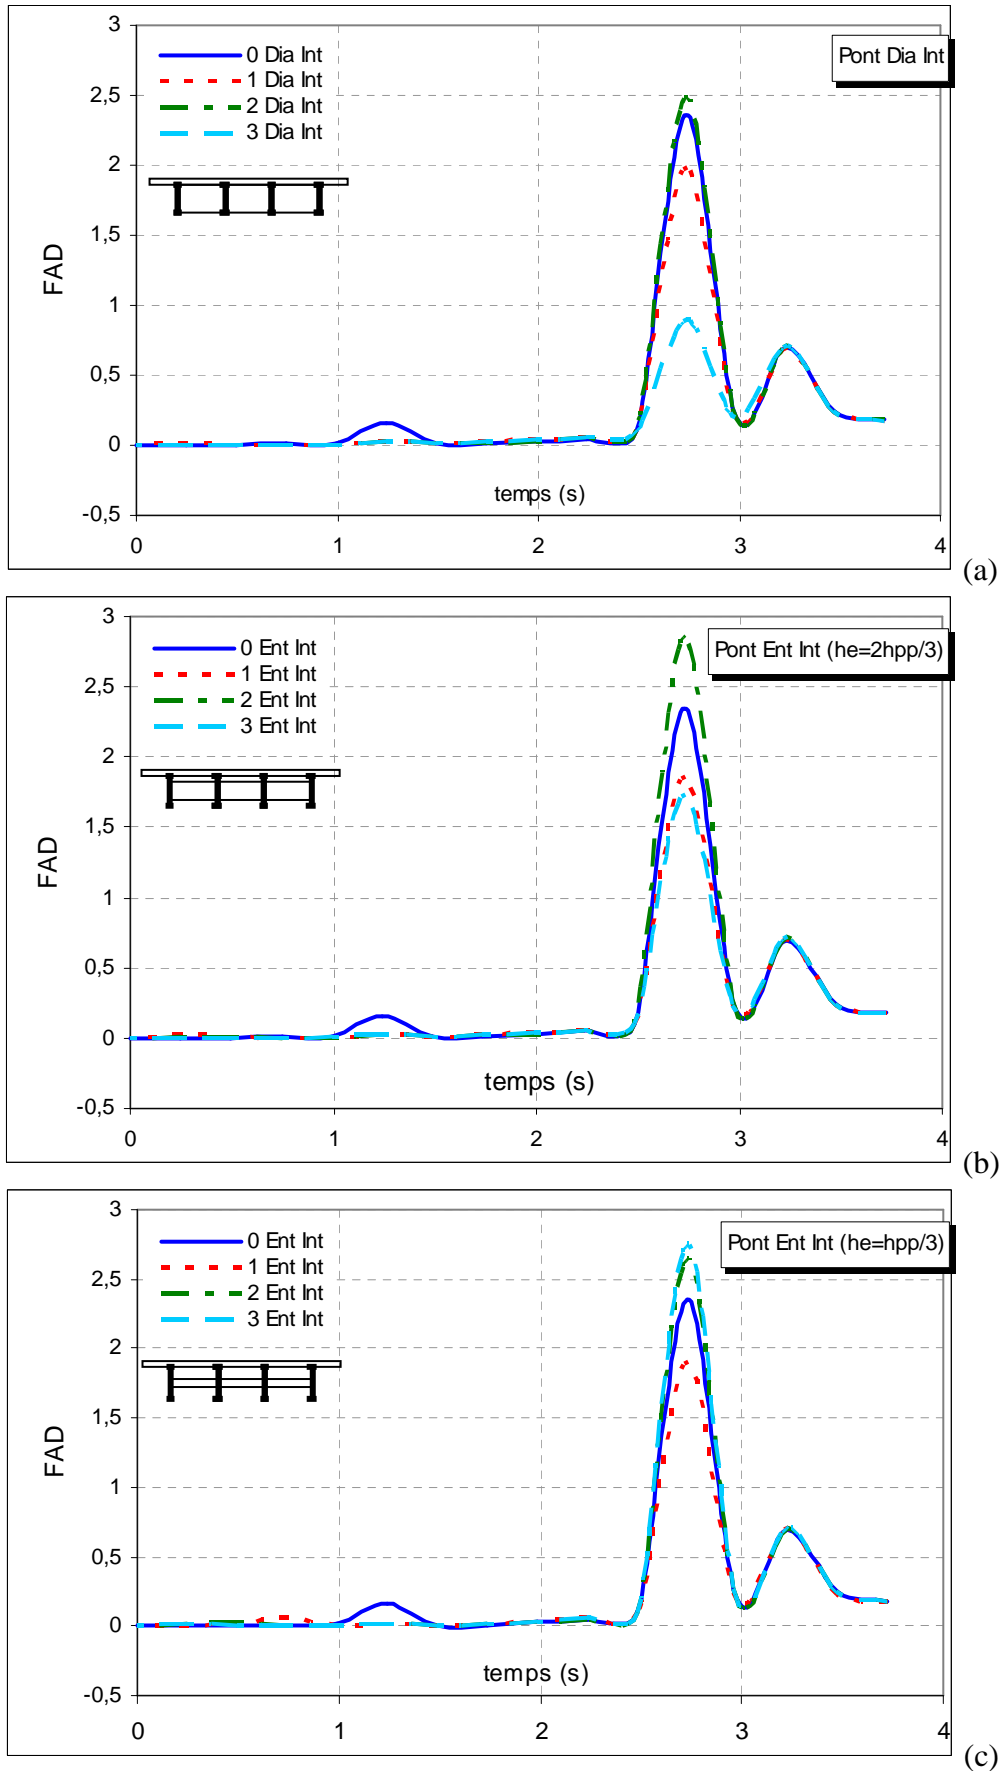 3
2,5
2
1,5
1
0,5
0
-0,5
FAD
0 Dia Int
1 Dia Int
2 Dia Int
3 Dia Int
Pont Dia Int
temps (s)
0 1 2 3 4
(a)
3
2,5
2
1,5
1
0,5
0
-0,5
FAD
0 Ent Int
1 Ent Int
2 Ent Int
3 Ent Int
Pont Ent Int (he=2hpp/3)
temps (s)
0 1 2 3 4
(b)
3
2,5
2
1,5
1
0,5
0
-0,5
FAD
0 Ent Int
1 Ent Int
2 Ent Int
3 Ent Int
Pont Ent Int (he=hpp/3)
temps (s)
0 1 2 3 4
(c)